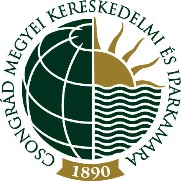 CSONGRÁD MEGYEI KERESKEDELMI ÉS IPARKAMARA
1890